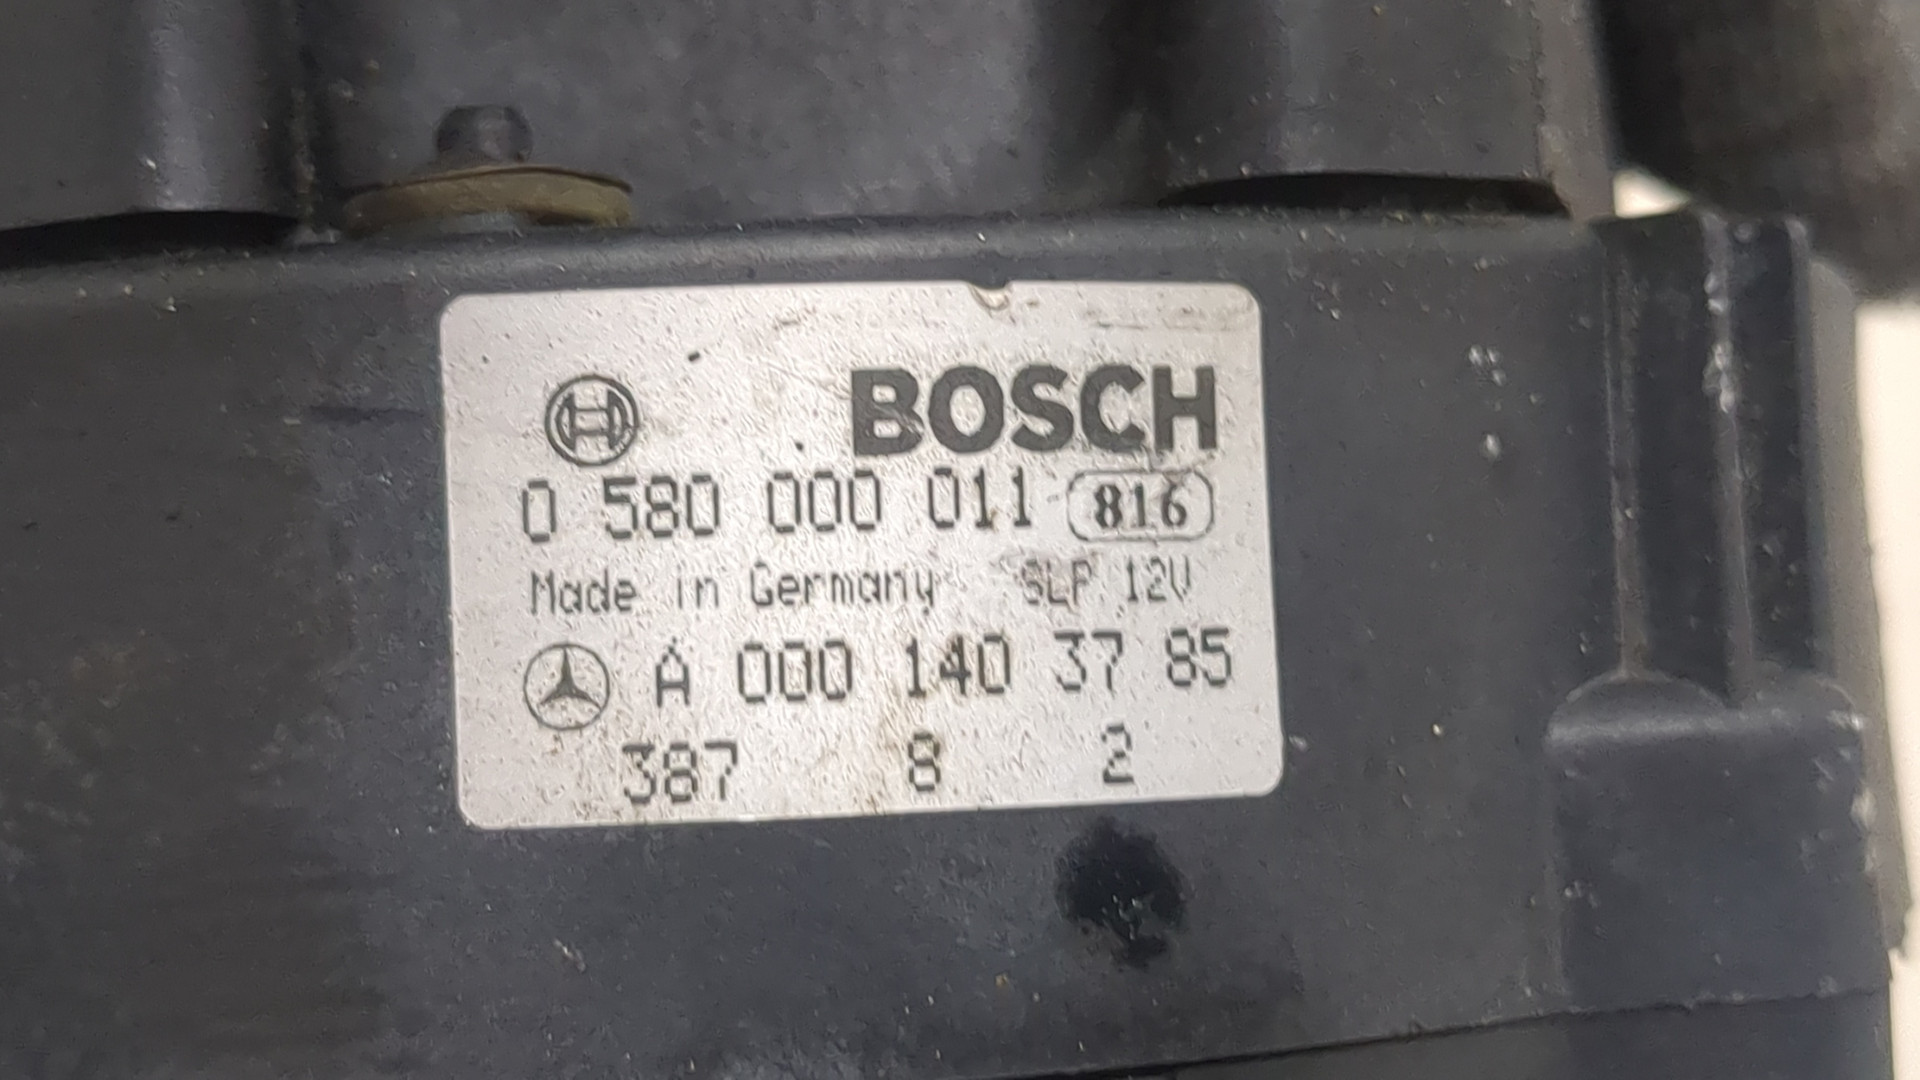 BOSCH
0 580 000 011 816
Made in Germany SLP 12V
A 000 140 37 85
387 8 2